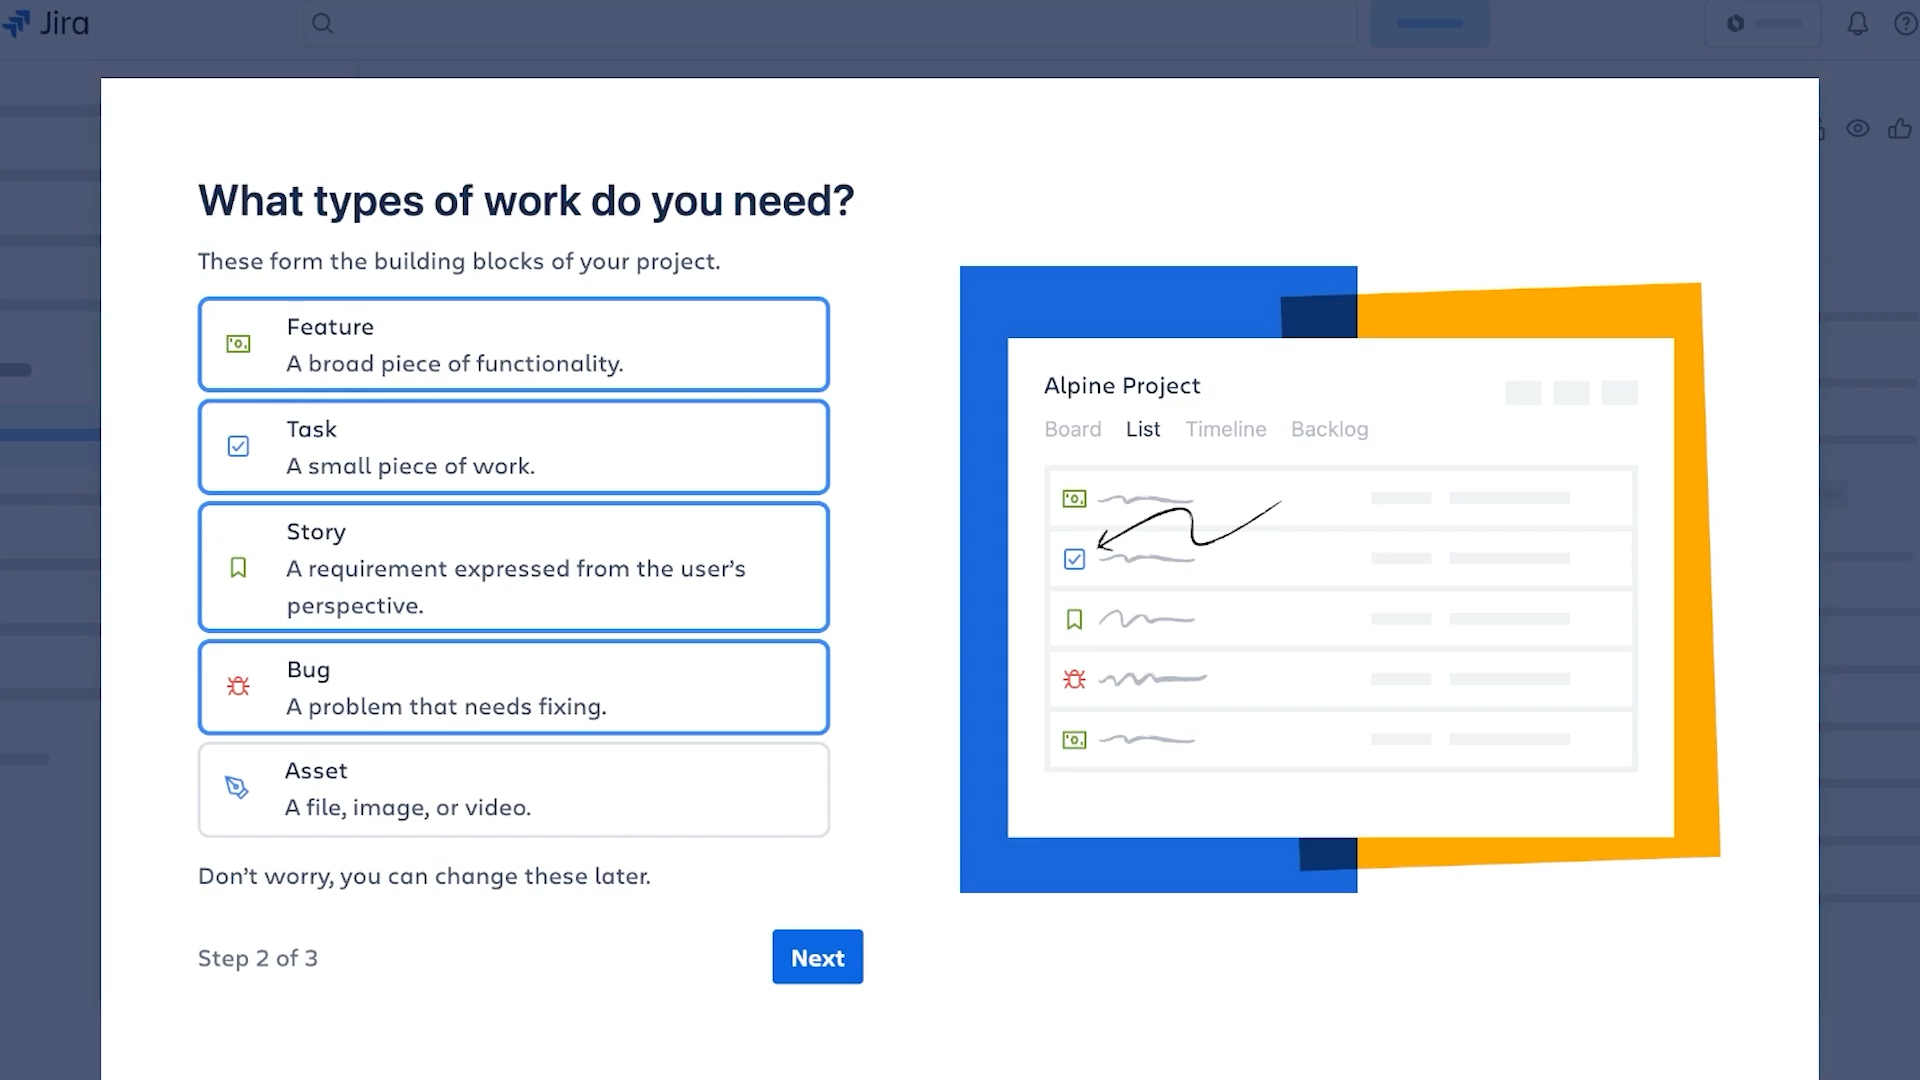 Jira
What types of work do you need?
These form the building blocks of your project.
Feature
A broad piece of functionality.
Task
A small piece of work.
Story
A requirement expressed from the user’s
perspective.
Bug
A problem that needs fixing.
Asset
A file, image, or video.
Don’t worry, you can change these later.
Step 2 of 3
Next
Alpine Project
Board List Timeline Backlog